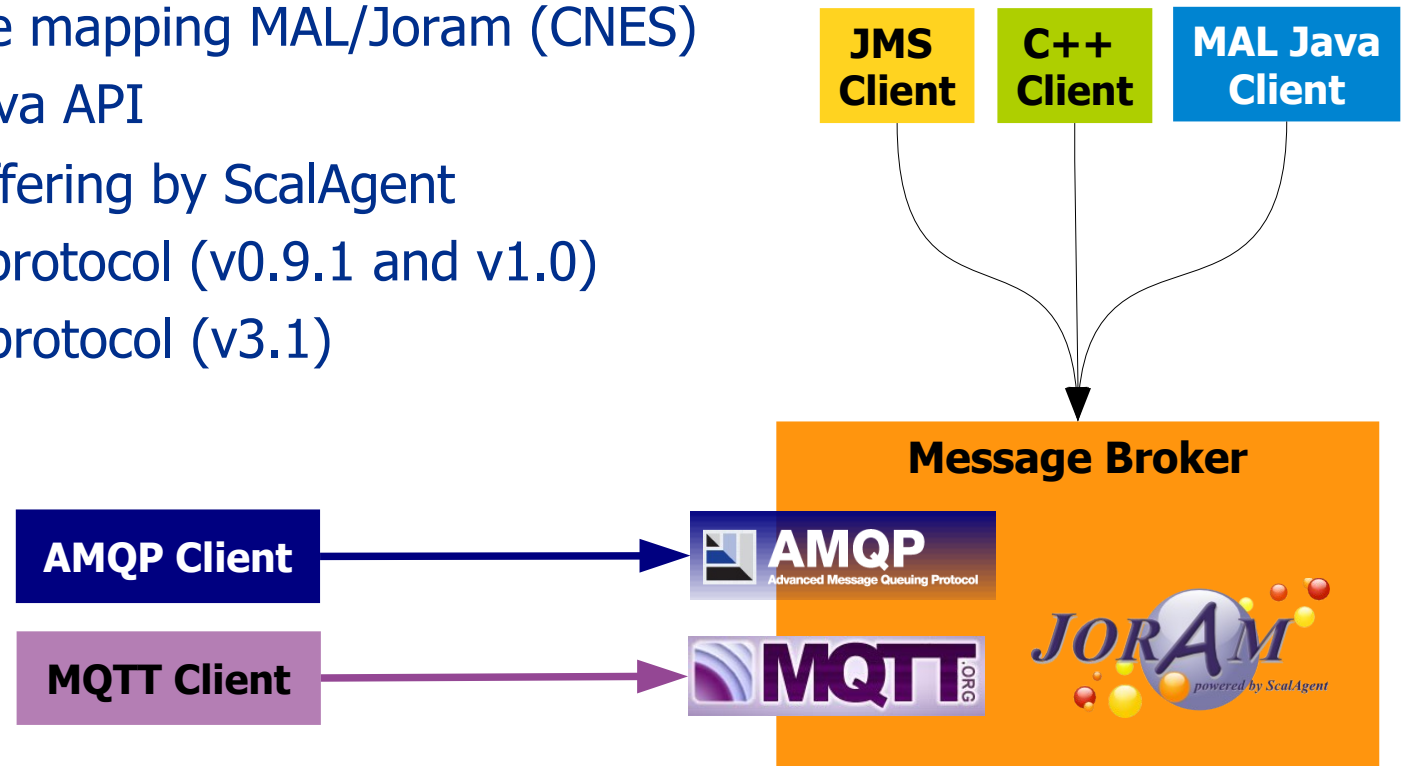 e mapping MAL/Joram (CNES)
va API
ffering by ScalAgent
protocol (v0.9.1 and v1.0)
protocol (v3.1)
JMS
Client
C++
Client
MAL Java
Client
Message Broker
AMQP Client
AMQP
Advanced Message Queuing Protocol
MQTT Client
MQTT
.ORG
JORAM
powered by ScalAgent